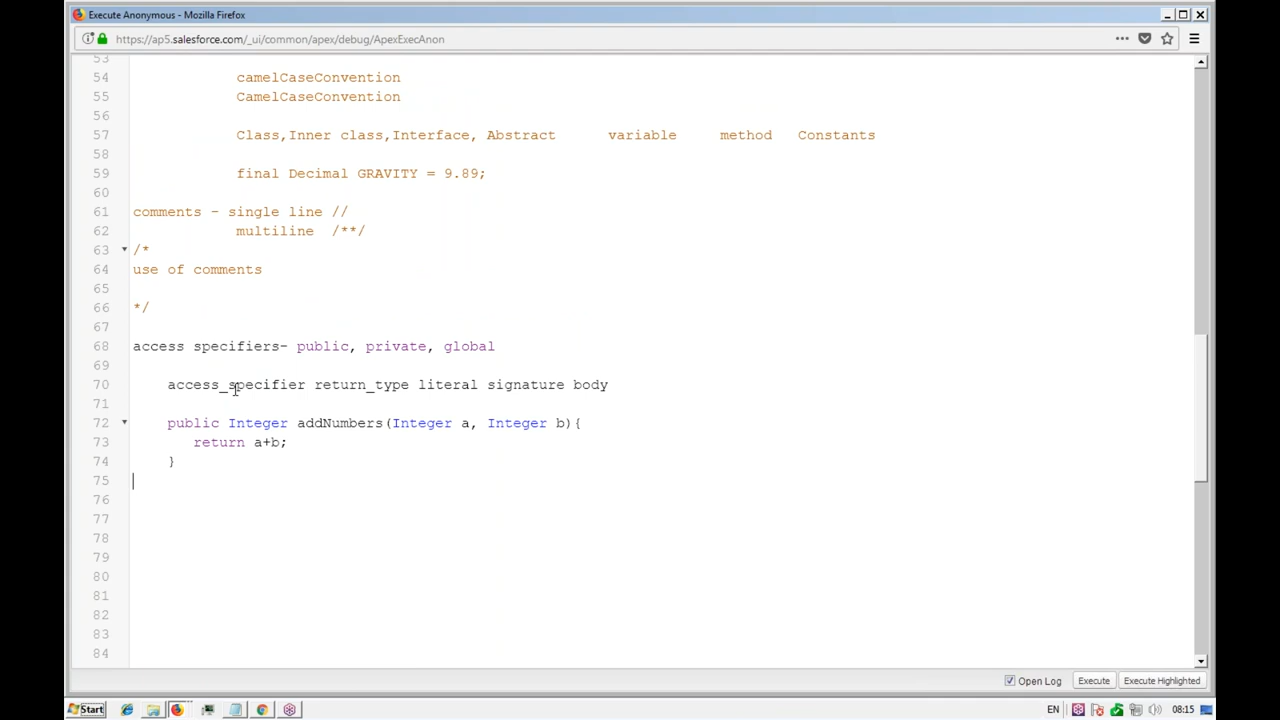 Execute Anonymous - Mozilla Firefox
https://ap5.salesforce.com/_ui/common/apex/debug/ApexExecAnon
53
54 camelCaseConvention
55 CamelCaseConvention
56
57 Class,Inner class,Interface, Abstract variable method Constants
58
59 final Decimal GRAVITY = 9.89;
60
61 comments - single line //
62 multiline /**/
63 /*
64 use of comments
65
66 */
67
68 access specifiers- public, private, global
69
70 access_specifier return_type literal signature body
71
72 public Integer addNumbers(Integer a, Integer b){
73 return a+b;
74 }
75
76
77
78
79
80
81
82
83
84
Open Log Execute Execute Highlighted
Start EN 08:15